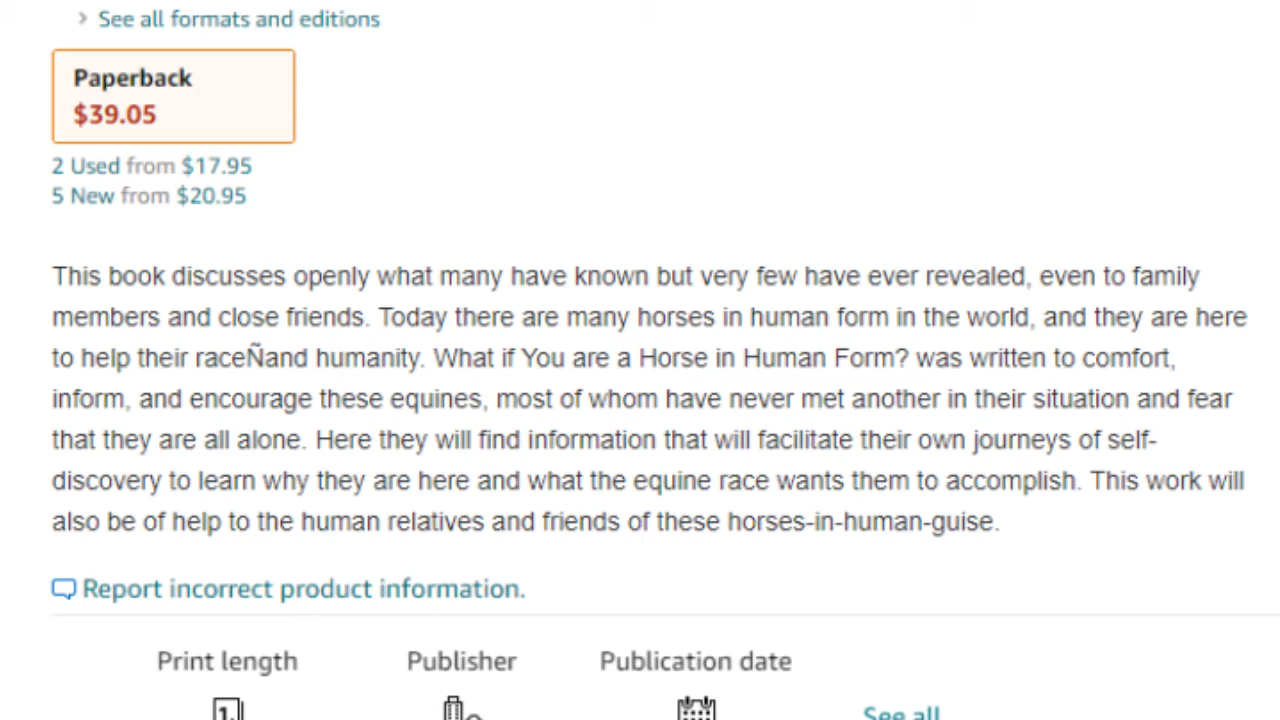 See all formats and editions
Paperback
$39.05
2 Used from $17.95
5 New from $20.95
This book discusses openly what many have known but very few have ever revealed, even to family
members and close friends. Today there are many horses in human form in the world, and they are here
to help their raceÑand humanity. What if You are a Horse in Human Form? was written to comfort,
inform, and encourage these equines, most of whom have never met another in their situation and fear
that they are all alone. Here they will find information that will facilitate their own journeys of self-
discovery to learn why they are here and what the equine race wants them to accomplish. This work will
also be of help to the human relatives and friends of these horses-in-human-guise.
Report incorrect product information.
Print length
Publisher
Publication date
See all